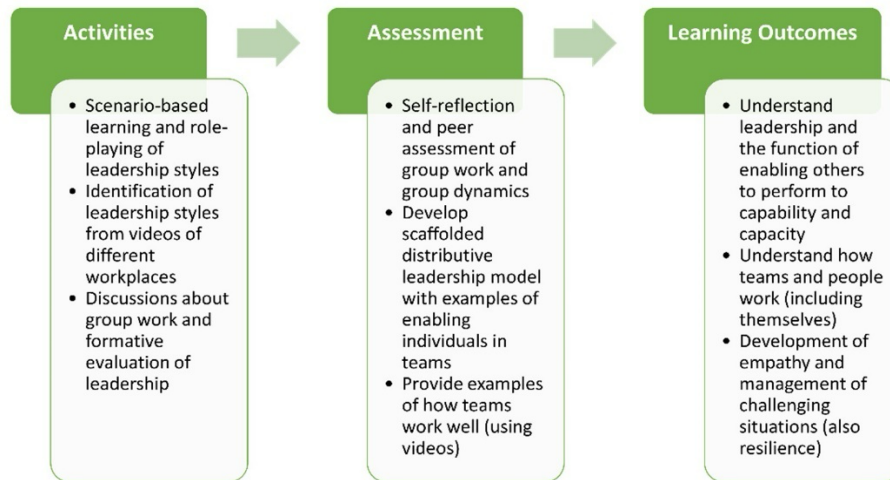 Activities
• Scenario-based
learning and role-
playing of
leadership styles
• Identification of
leadership styles
from videos of
different
workplaces
• Discussions about
group work and
formative
evaluation of
leadership
Assessment
• Self-reflection
and peer
assessment of
group work and
group dynamics
• Develop
scaffolded
distributive
leadership model
with examples of
enabling
individuals in
teams
• Provide examples
of how teams
work well (using
videos)
Learning Outcomes
• Understand
leadership and
the function of
enabling others
to perform to
capability and
capacity
• Understand how
teams and people
work (including
themselves)
• Development of
empathy and
management of
challenging
situations (also
resilience)